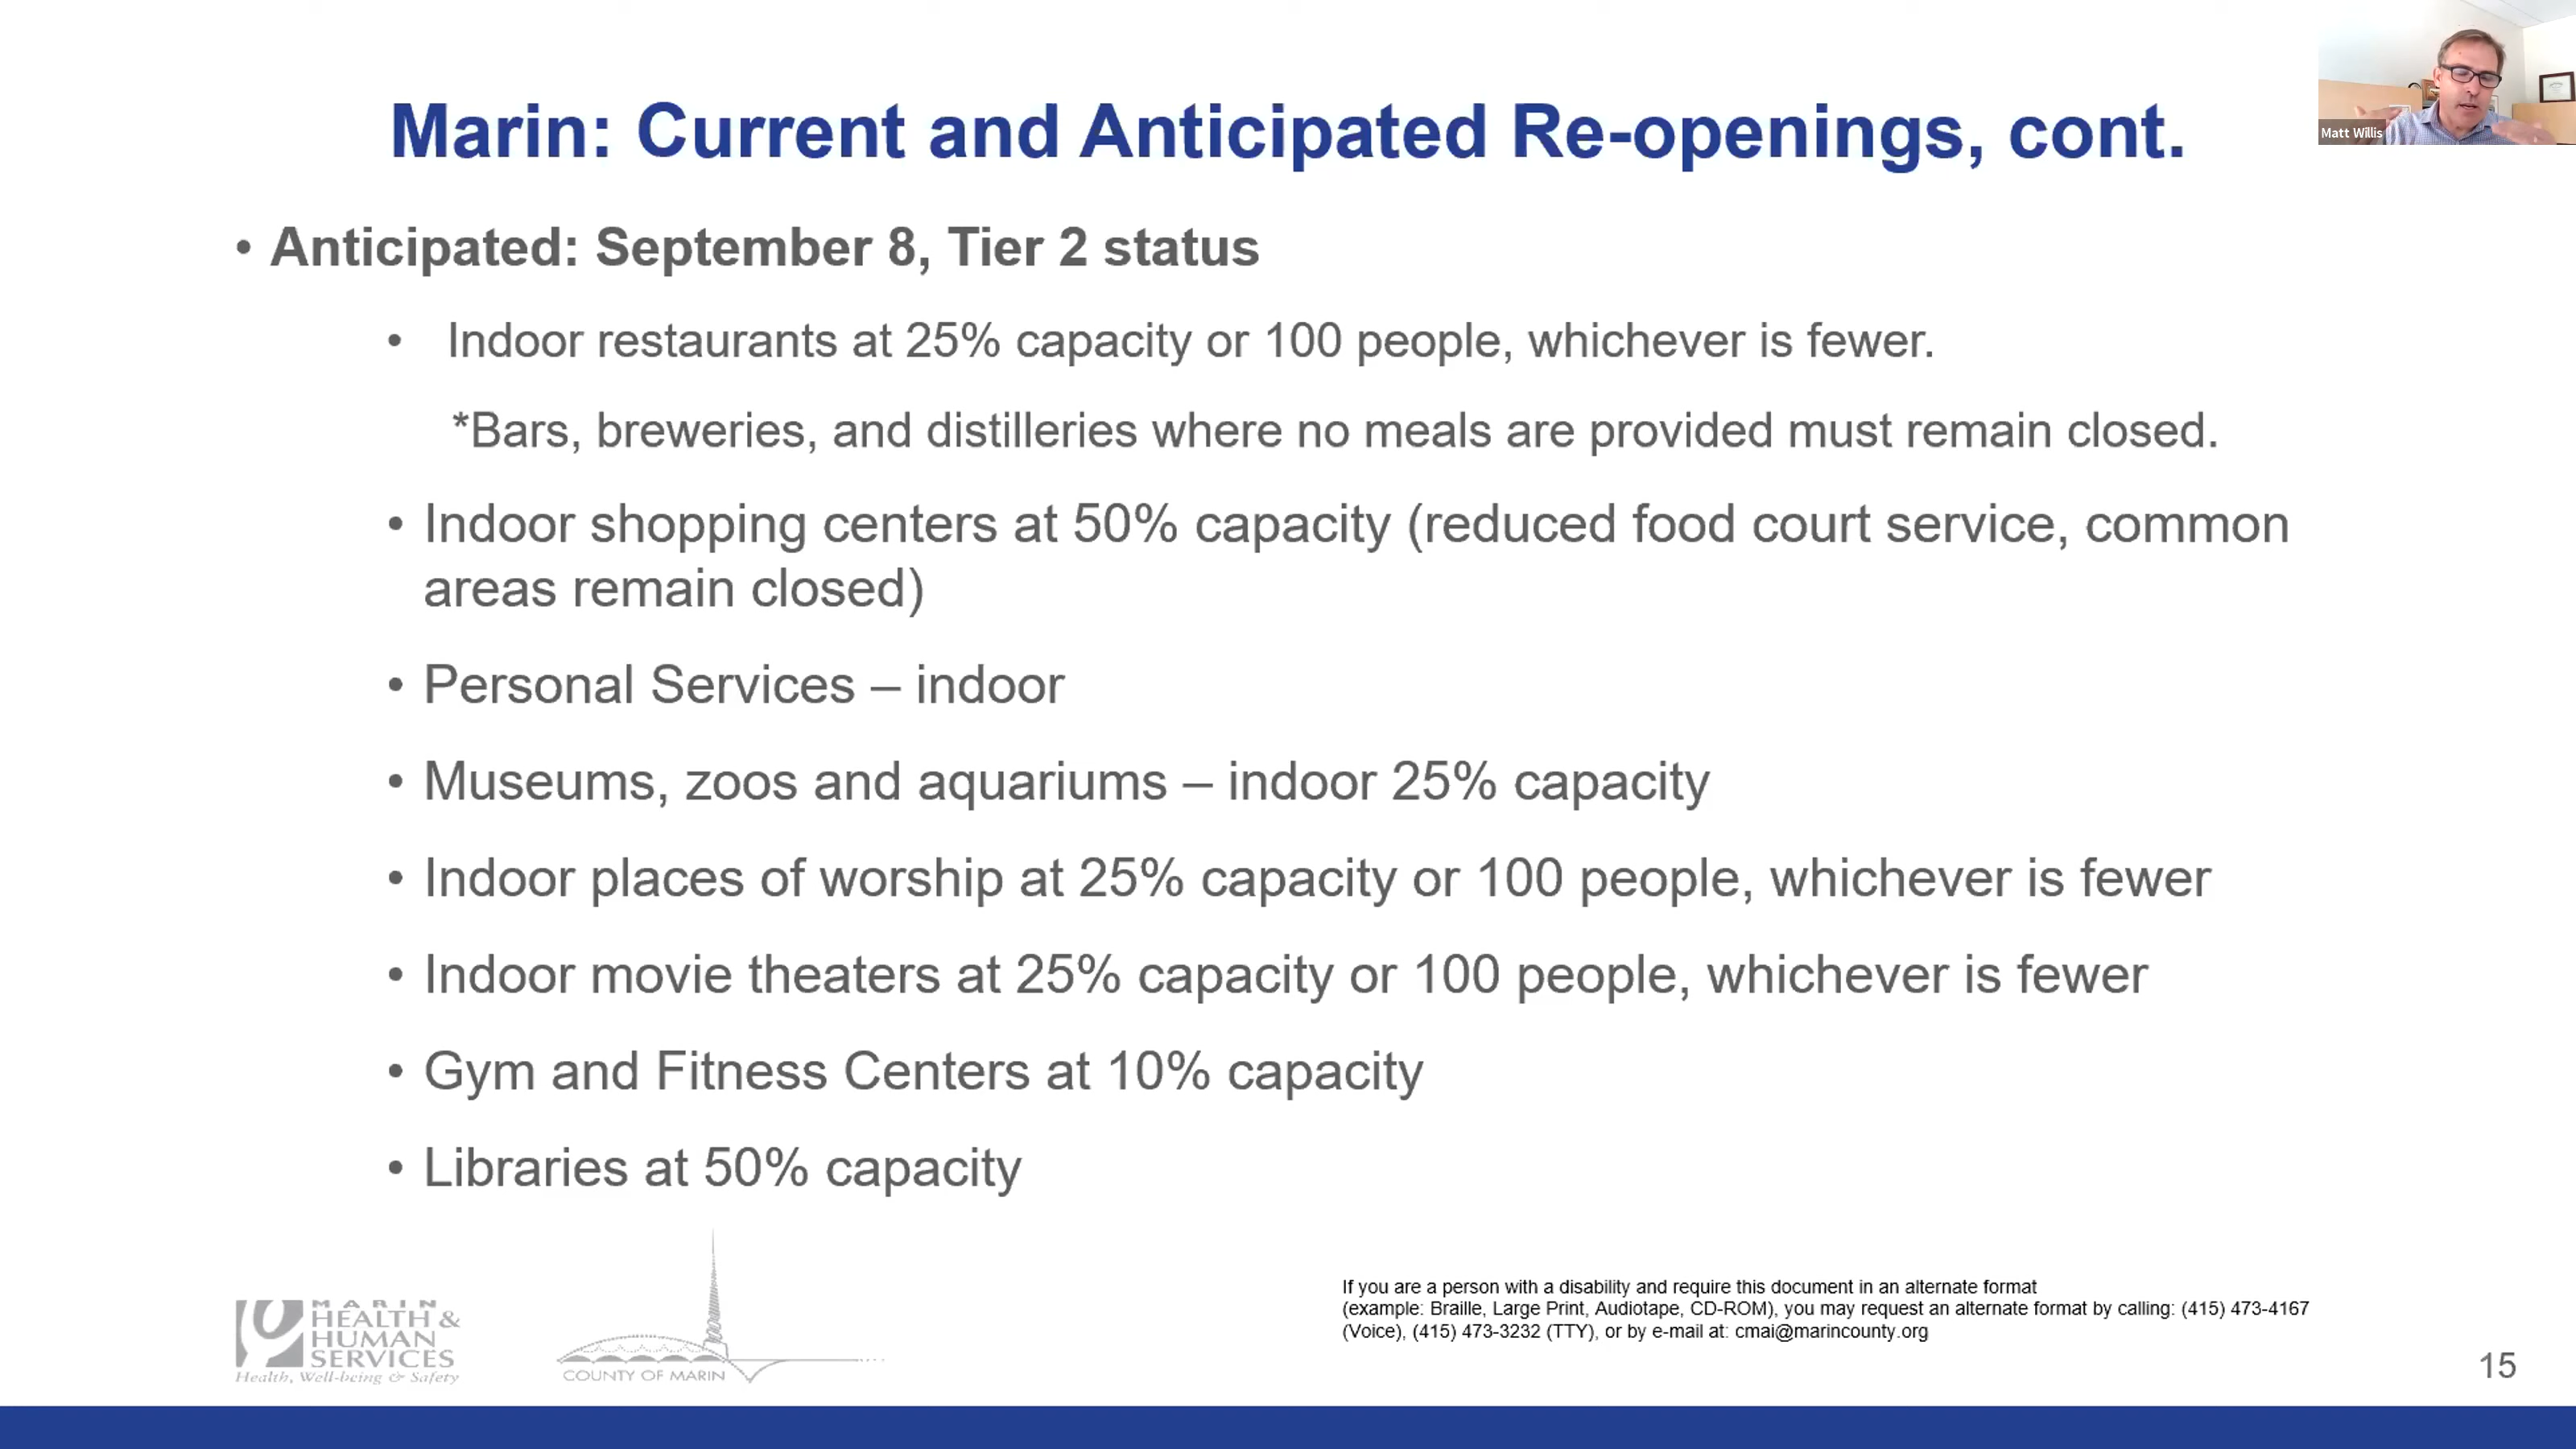 Marin: Current and Anticipated Re-openings, cont.
Matt Willis
• Anticipated: September 8, Tier 2 status
• Indoor restaurants at 25% capacity or 100 people, whichever is fewer.
*Bars, breweries, and distilleries where no meals are provided must remain closed.
• Indoor shopping centers at 50% capacity (reduced food court service, common
areas remain closed)
• Personal Services – indoor
• Museums, zoos and aquariums – indoor 25% capacity
• Indoor places of worship at 25% capacity or 100 people, whichever is fewer
• Indoor movie theaters at 25% capacity or 100 people, whichever is fewer
• Gym and Fitness Centers at 10% capacity
• Libraries at 50% capacity
MARIN
HEALTH &
HUMAN
SERVICES
Health, Well-being & Safety
COUNTY OF MARIN
If you are a person with a disability and require this document in an alternate format
(example: Braille, Large Print, Audiotape, CD-ROM), you may request an alternate format by calling: (415) 473-4167
(Voice), (415) 473-3232 (TTY), or by e-mail at: cmai@marincounty.org
15